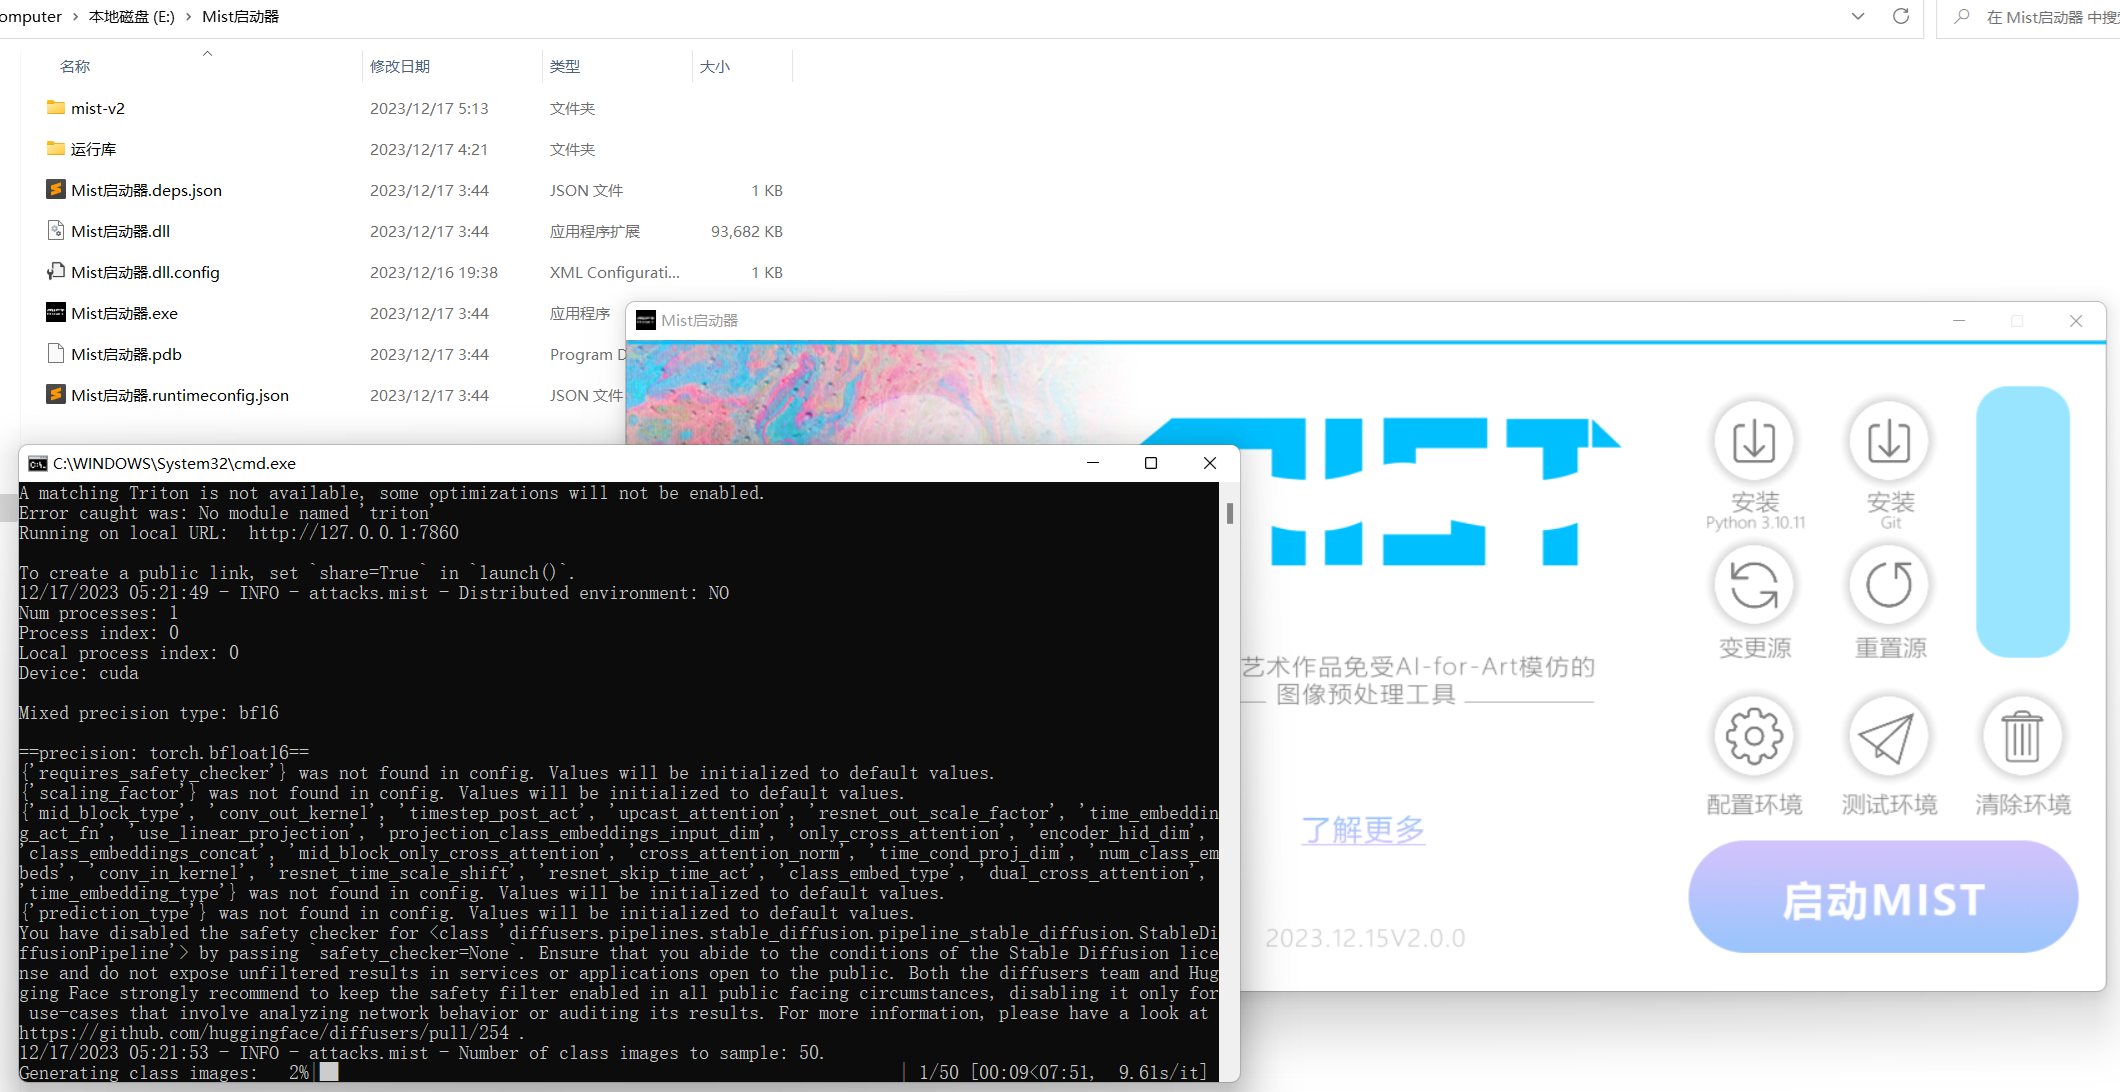 omputer › 本地磁盘 (E:) › Mist启动器
在 Mist启动器 中搜
名称 修改日期 类型 大小
mist-v2 2023/12/17 5:13 文件夹
运行库 2023/12/17 4:21 文件夹
Mist启动器.deps.json 2023/12/17 3:44 JSON 文件 1 KB
Mist启动器.dll 2023/12/17 3:44 应用程序扩展 93,682 KB
Mist启动器.dll.config 2023/12/16 19:38 XML Configurati... 1 KB
Mist启动器.exe 2023/12/17 3:44 应用程序
Mist启动器.pdb 2023/12/17 3:44 Program D
Mist启动器.runtimeconfig.json 2023/12/17 3:44 JSON 文件
Mist启动器
MIST
安装
Python 3.10.11
安装
Git
变更源
重置源
艺术作品免受AI-for-Art模仿的
图像预处理工具
配置环境
测试环境
清除环境
了解更多
启动MIST
2023.12.15V2.0.0
C:\WINDOWS\System32\cmd.exe
A matching Triton is not available, some optimizations will not be enabled.
Error caught was: No module named 'triton'
Running on local URL:  http://127.0.0.1:7860
To create a public link, set `share=True` in `launch()`.
12/17/2023 05:21:49 - INFO - attacks.mist - Distributed environment: NO
Num processes: 1
Process index: 0
Local process index: 0
Device: cuda
Mixed precision type: bf16
==precision: torch.bfloat16==
{'requires_safety_checker'} was not found in config. Values will be initialized to default values.
{'scaling_factor'} was not found in config. Values will be initialized to default values.
{'mid_block_type', 'conv_out_kernel', 'timestep_post_act', 'upcast_attention', 'resnet_out_scale_factor', 'time_embeddin
g_act_fn', 'use_linear_projection', 'projection_class_embeddings_input_dim', 'only_cross_attention', 'encoder_hid_dim',
'class_embeddings_concat', 'mid_block_only_cross_attention', 'cross_attention_norm', 'time_cond_proj_dim', 'num_class_em
beds', 'conv_in_kernel', 'resnet_time_scale_shift', 'resnet_skip_time_act', 'class_embed_type', 'dual_cross_attention',
'time_embedding_type'} was not found in config. Values will be initialized to default values.
{'prediction_type'} was not found in config. Values will be initialized to default values.
You have disabled the safety checker for <class 'diffusers.pipelines.stable_diffusion.pipeline_stable_diffusion.StableDi
ffusionPipeline'> by passing `safety_checker=None`. Ensure that you abide to the conditions of the Stable Diffusion lice
nse and do not expose unfiltered results in services or applications open to the public. Both the diffusers team and Hug
ging Face strongly recommend to keep the safety filter enabled in all public facing circumstances, disabling it only for
use-cases that involve analyzing network behavior or auditing its results. For more information, please have a look at
https://github.com/huggingface/diffusers/pull/254 .
12/17/2023 05:21:53 - INFO - attacks.mist - Number of class images to sample: 50.
Generating class images:   2%| | 1/50 [00:09<07:51,  9.61s/it]